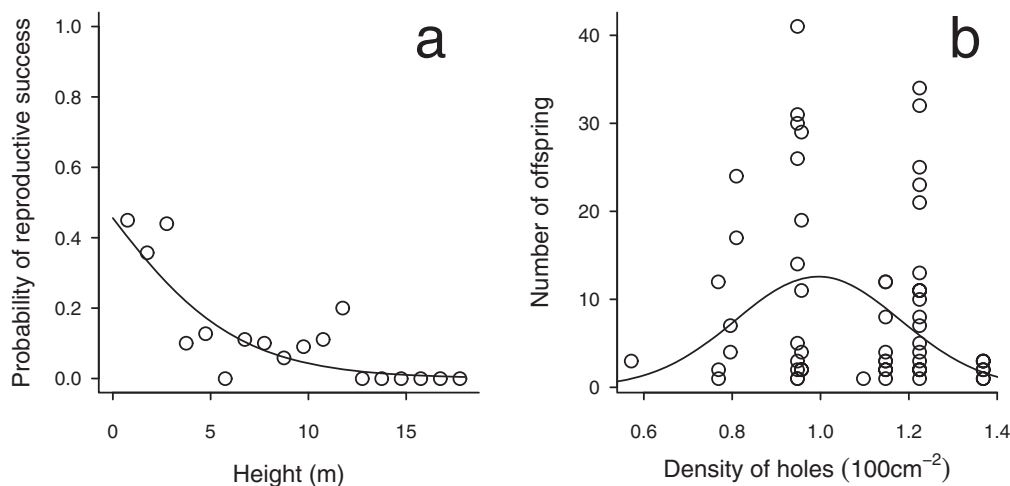 a
Probability of reproductive success
1.0
0.8
0.6
0.4
0.2
0.0
0 5 10 15
Height (m)
b
Number of offspring
40
30
20
10
0
0.6 0.8 1.0 1.2 1.4
Density of holes (100cm⁻²)